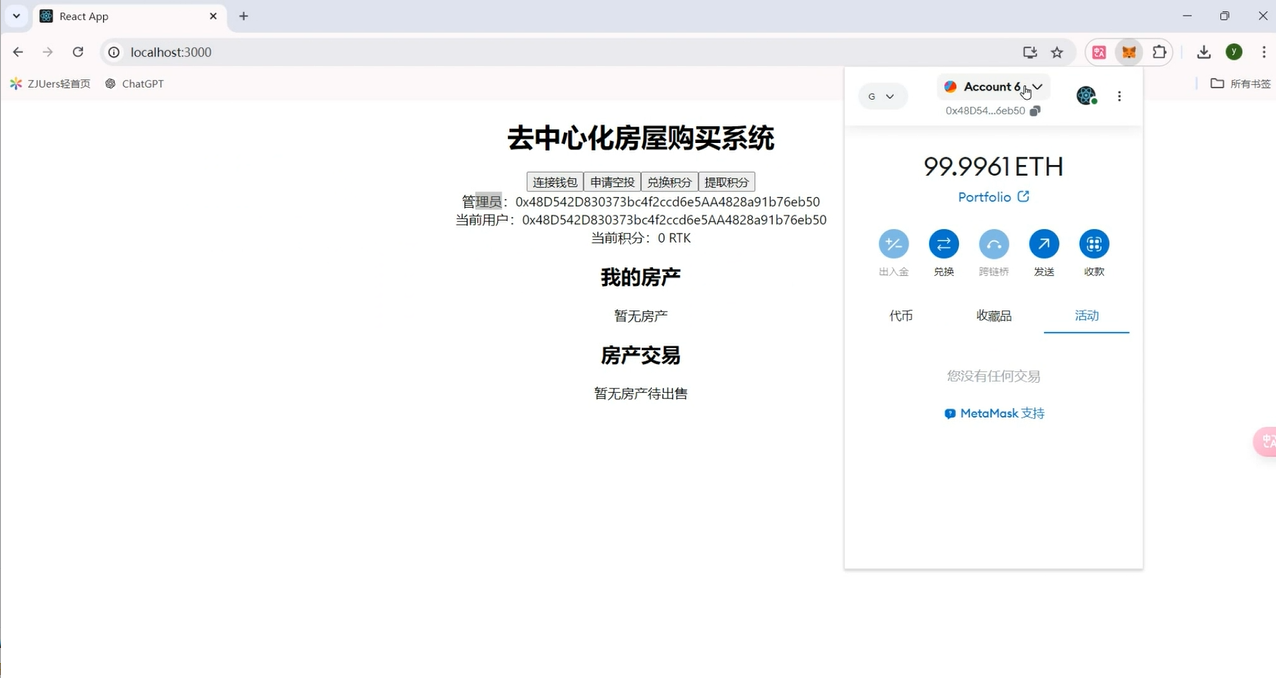 React App
localhost:3000
ZJUers轻首页
ChatGPT
y
所有书签
去中心化房屋购买系统
连接钱包 申请空投 兑换积分 提取积分
管理员：0x48D542D830373bc4f2ccd6e5AA4828a91b76eb50
当前用户：0x48D542D830373bc4f2ccd6e5AA4828a91b76eb50
当前积分：0 RTK
我的房产
暂无房产
房产交易
暂无房产待出售
G
Account 6
0x48D54...6eb50
99.9961 ETH
Portfolio
出入金 兑换 跨链桥 发送 收款
代币 收藏品 活动
您没有任何交易
MetaMask 支持